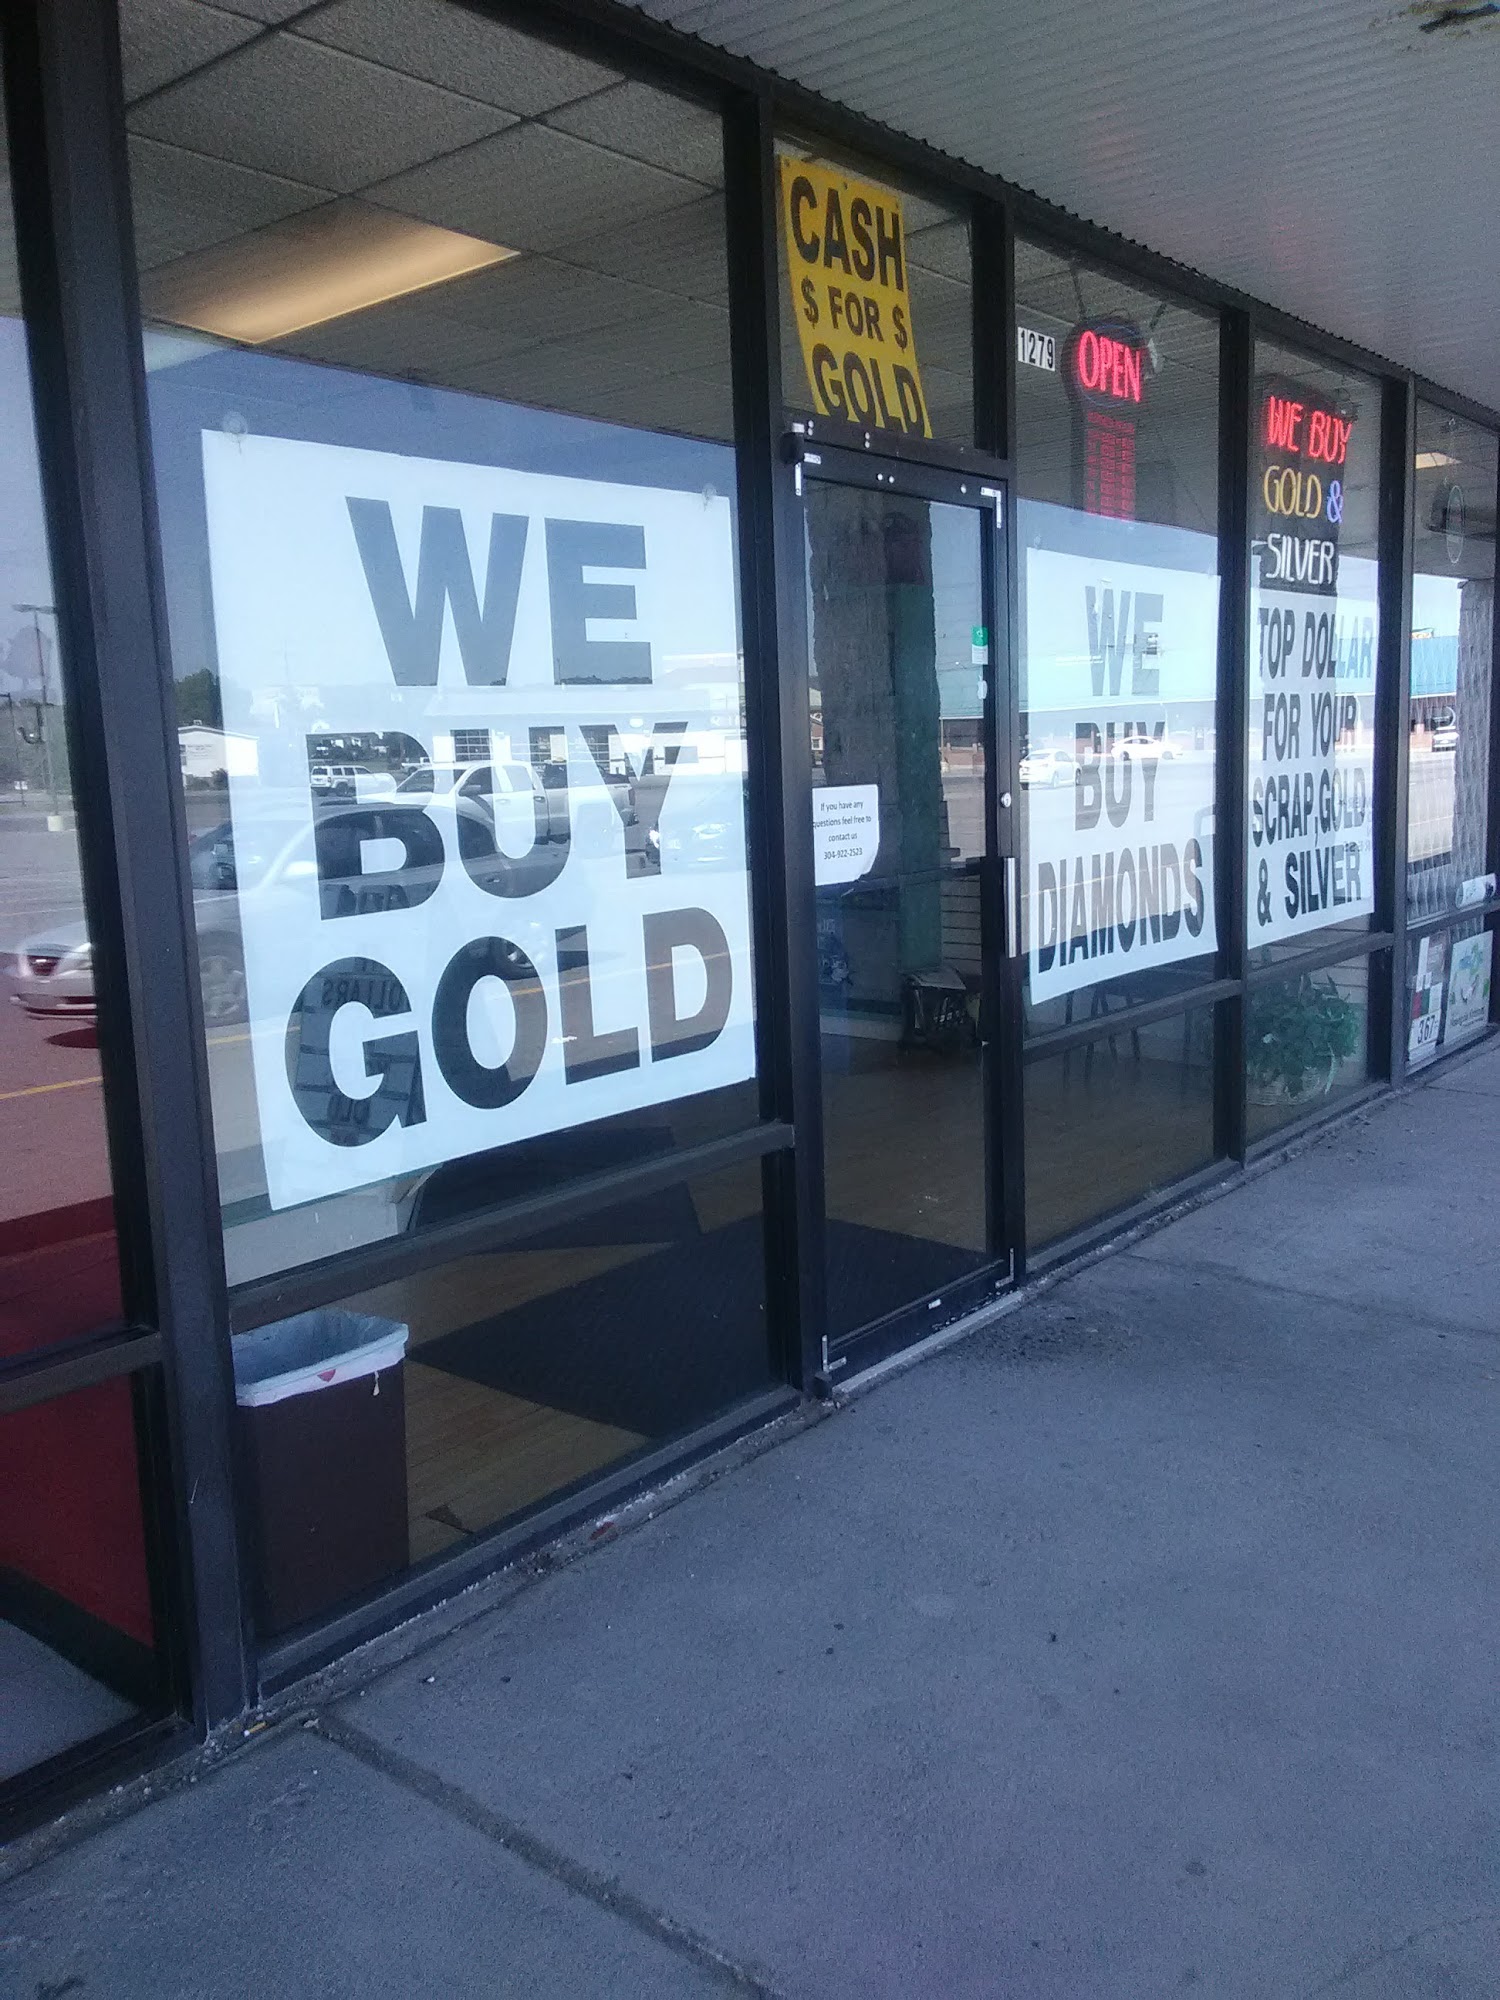 WE
BUY
GOLD
CASH
$ FOR $
GOLD
If you have any
questions feel free to
contact us
304-922-2523
1279
OPEN
WE
BUY
DIAMONDS
WE BUY
GOLD &
SILVER
TOP DOLLAR
FOR YOUR
SCRAP,GOLD
& SILVER
367